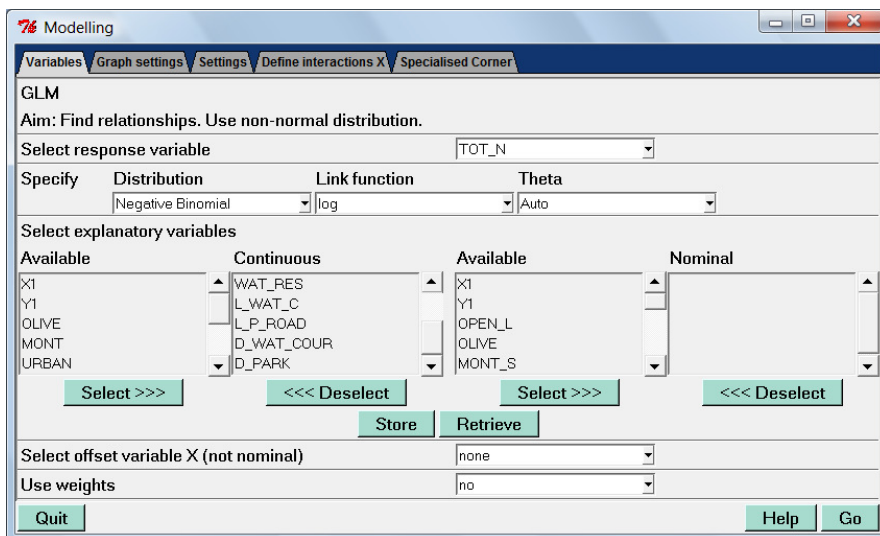 Modelling
Variables Graph settings Settings Define interactions X Specialised Corner
GLM
Aim: Find relationships. Use non-normal distribution.
Select response variable TOT_N
Specify Distribution Link function Theta
Negative Binomial log Auto
Select explanatory variables
Available Continuous Available Nominal
X1 WAT_RES X1
Y1 L_WAT_C Y1
OLIVE L_P_ROAD OPEN_L
MONT D_WAT_COUR OLIVE
URBAN D_PARK MONT_S
Select >>> <<< Deselect Select >>> <<< Deselect
Store Retrieve
Select offset variable X (not nominal) none
Use weights no
Quit Help Go